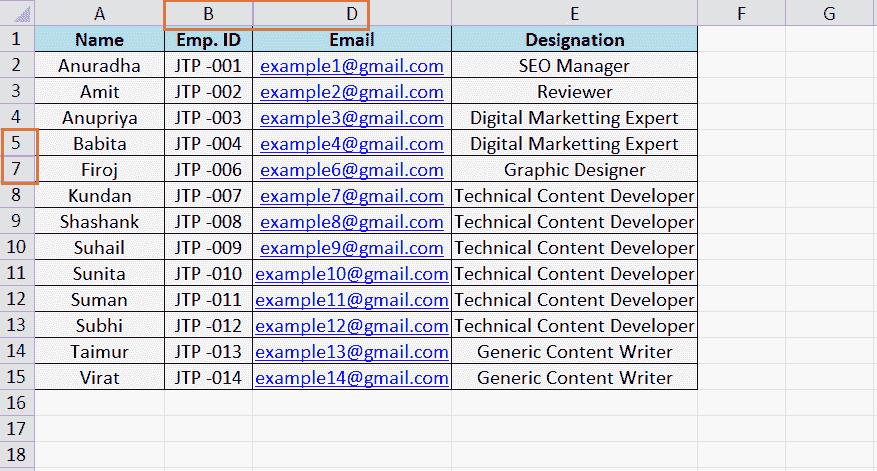 A B D E F G
1 Name Emp. ID Email Designation
2 Anuradha JTP -001 example1@gmail.com SEO Manager
3 Amit JTP -002 example2@gmail.com Reviewer
4 Anupriya JTP -003 example3@gmail.com Digital Marketting Expert
5 Babita JTP -004 example4@gmail.com Digital Marketting Expert
7 Firoj JTP -006 example6@gmail.com Graphic Designer
8 Kundan JTP -007 example7@gmail.com Technical Content Developer
9 Shashank JTP -008 example8@gmail.com Technical Content Developer
10 Suhail JTP -009 example9@gmail.com Technical Content Developer
11 Sunita JTP -010 example10@gmail.com Technical Content Developer
12 Suman JTP -011 example11@gmail.com Technical Content Developer
13 Subhi JTP -012 example12@gmail.com Technical Content Developer
14 Taimur JTP -013 example13@gmail.com Generic Content Writer
15 Virat JTP -014 example14@gmail.com Generic Content Writer
16
17
18